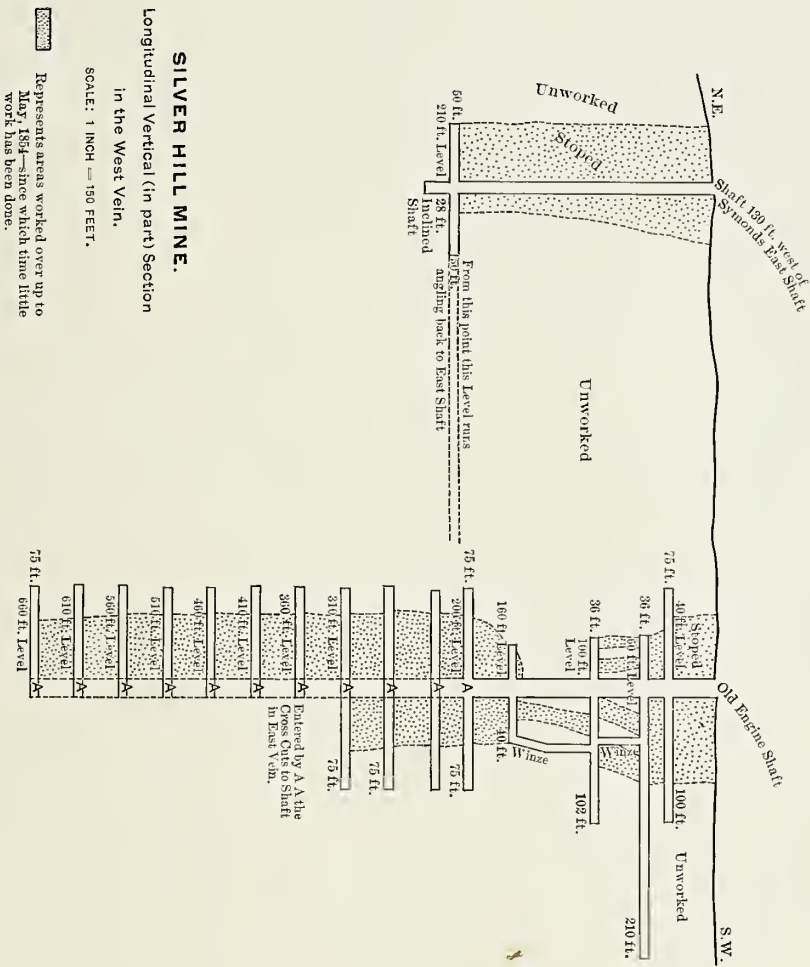 N.E.
Shaft 130 ft. west of
Symonds East Shaft
Old Engine Shaft
S.W.
Unworked
Stoped
50 ft.
210 ft. Level
28 ft.
Inclined
Shaft
50 ft.
From this point this Level runs
angling back to East Shaft
Unworked
Stoped
75 ft.
40 ft. Level
100 ft.
Unworked
36 ft.
60 ft. Level
210 ft.
Winze
36 ft.
100 ft.
Level
102 ft.
160 ft. Level
40 ft.
Winze
75 ft.
200 ft. Level
A
75 ft.
A
75 ft.
A
310 ft. Level
A
75 ft.
360 ft. Level
A
Entered by A A the
Cross Cuts to Shaft
in East Vein.
410 ft. Level
A
460 ft. Level
A
510 ft. Level
A
560 ft. Level
A
610 ft. Level
A
75 ft.
660 ft. Level
A
SILVER HILL MINE.
Longitudinal Vertical (in part) Section
in the West Vein.
SCALE: 1 INCH = 150 FEET.
Represents areas worked over up to
May, 1854—since which time little
work has been done.